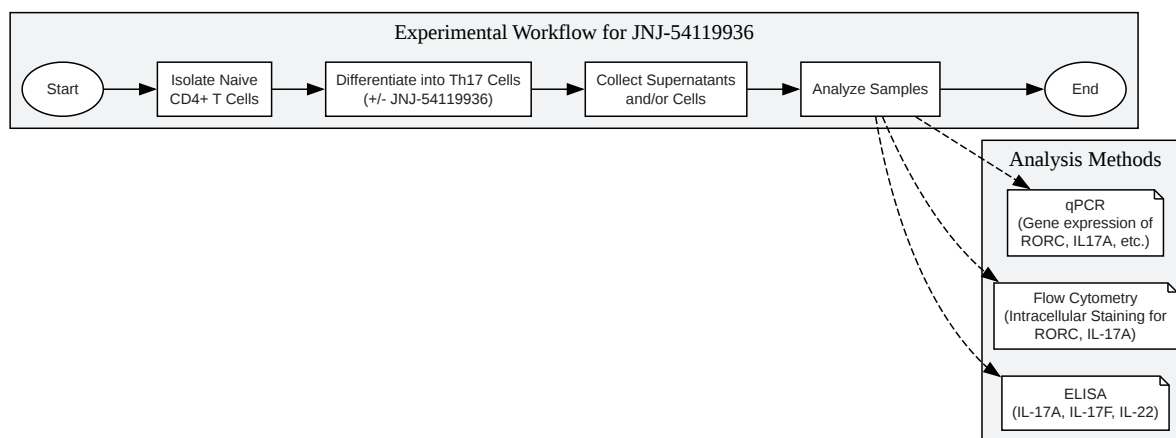 Experimental Workflow for JNJ-54119936
Start
Isolate Naive
CD4+ T Cells
Differentiate into Th17 Cells
(+/- JNJ-54119936)
Collect Supernatants
and/or Cells
Analyze Samples
End
Analysis Methods
qPCR
(Gene expression of
RORC, IL17A, etc.)
Flow Cytometry
(Intracellular Staining for
RORC, IL-17A)
ELISA
(IL-17A, IL-17F, IL-22)